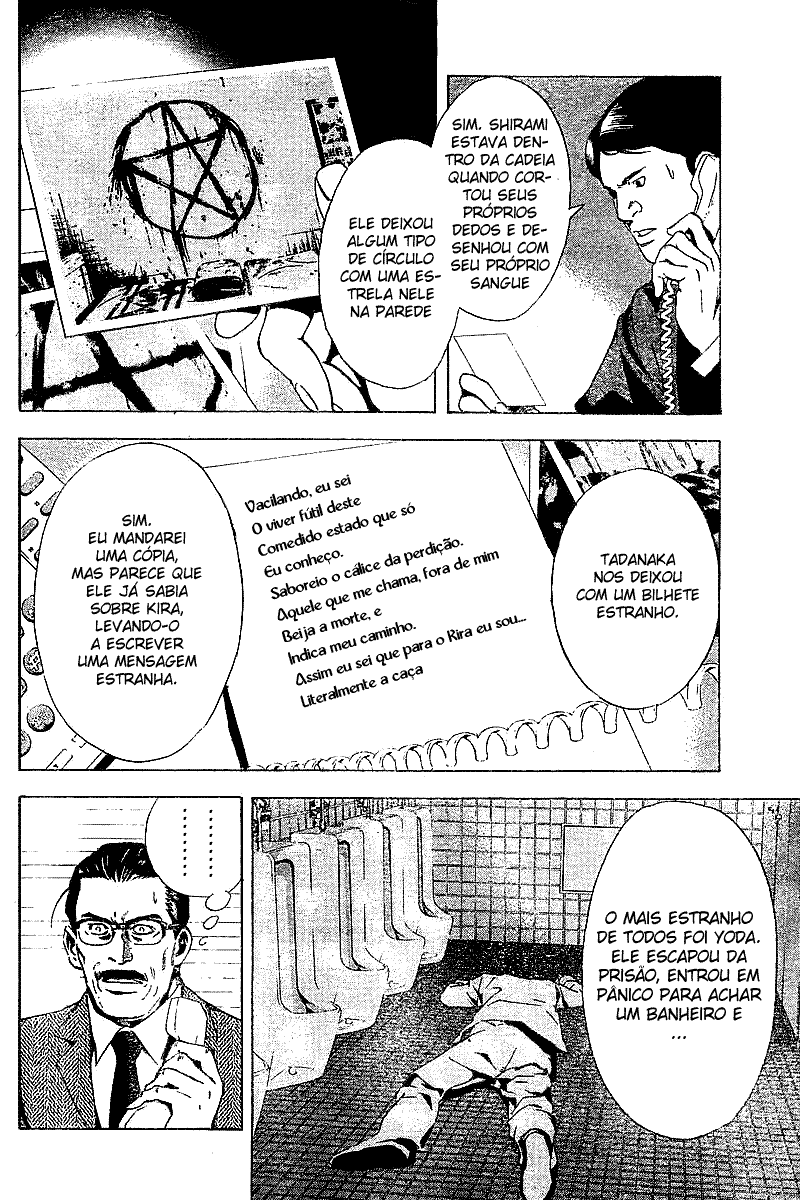 SIM. SHIRAMI
ESTAVA DEN-
TRO DA CADEIA
QUANDO COR-
TOU SEUS
PRÓPRIOS
DEDOS E DE-
SENHOU COM
SEU PRÓPRIO
SANGUE
ELE DEIXOU
ALGUM TIPO
DE CÍRCULO
COM UMA ES-
TRELA NELE
NA PAREDE
TADANAKA
NOS DEIXOU
COM UM BILHETE
ESTRANHO.
Vacilando, eu sei
O viver fútil deste
Comedido estado que só
Eu conheço.
Saboreio o cálice da perdição.
Aquele que me chama, fora de mim
Beija a morte, e
Indica meu caminho.
Assim eu sei que para o Kira eu sou...
Literalmente a caça
SIM.
EU MANDAREI
UMA CÓPIA,
MAS PARECE QUE
ELE JÁ SABIA
SOBRE KIRA,
LEVANDO-O
A ESCREVER
UMA MENSAGEM
ESTRANHA.
O MAIS ESTRANHO
DE TODOS FOI YODA.
ELE ESCAPOU DA
PRISÃO, ENTROU EM
PÂNICO PARA ACHAR
UM BANHEIRO E
...